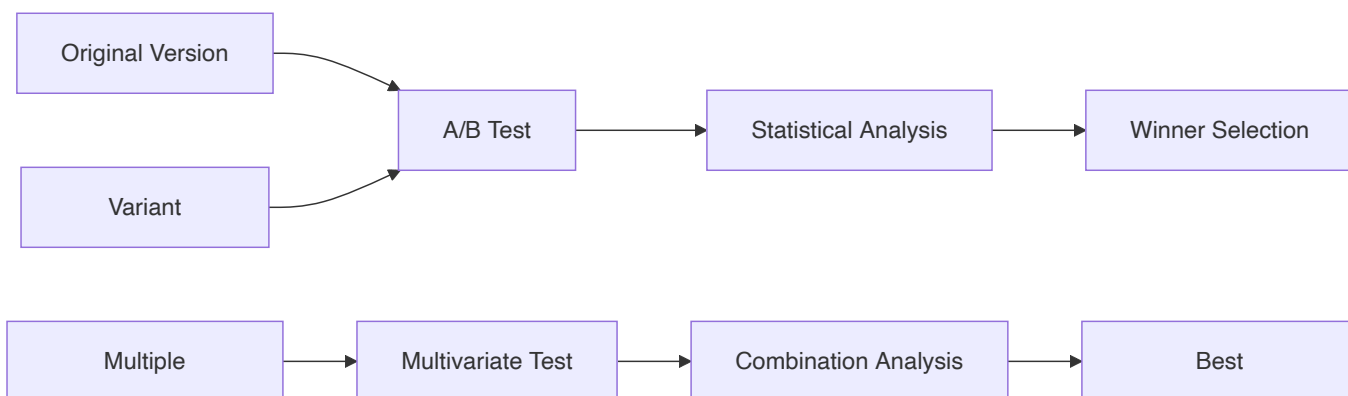 Original Version
A/B Test
Statistical Analysis
Winner Selection
Variant
Multiple
Multivariate Test
Combination Analysis
Best